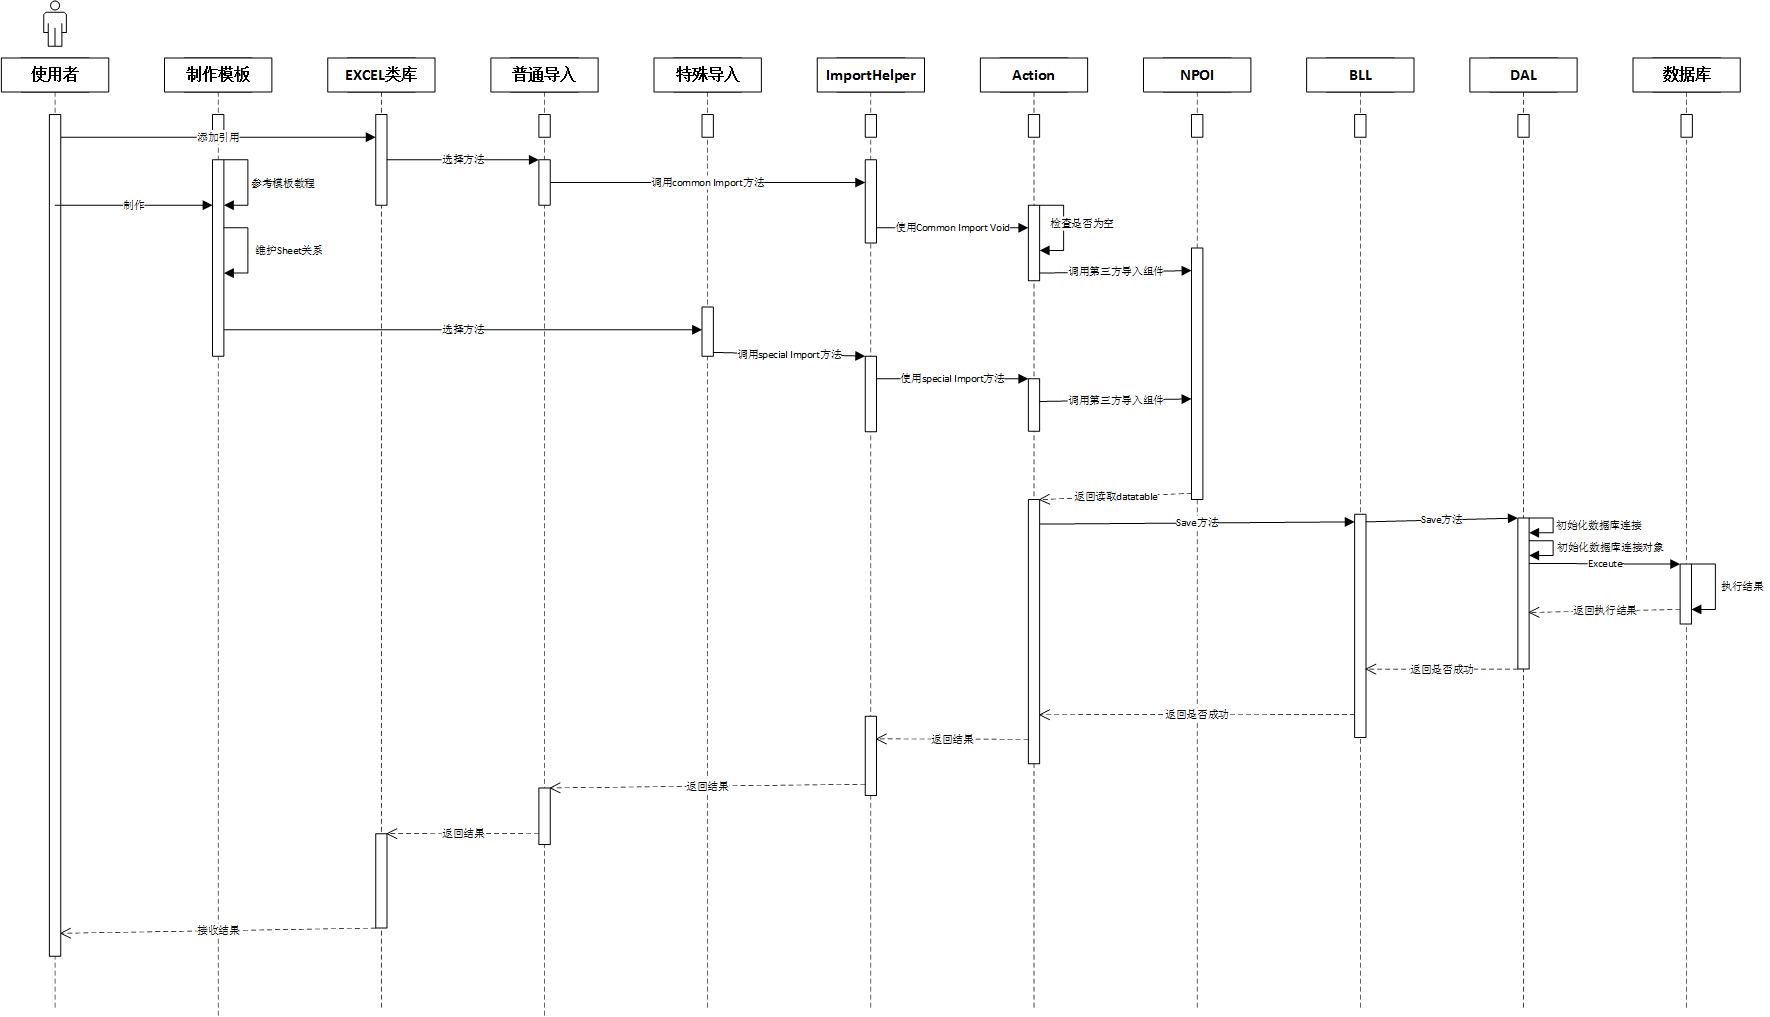 使用者
制作模板
EXCEL类库
普通导入
特殊导入
ImportHelper
Action
NPOI
BLL
DAL
数据库
添加引用
选择方法
参考模板教程
调用common Import方法
制作
检查是否为空
使用Common Import Void
维护Sheet关系
调用第三方导入组件
选择方法
调用special Import方法
使用special Import方法
调用第三方导入组件
返回读取datatable
Save方法
Save方法
初始化数据库连接
初始化数据库连接对象
Exceute
执行结果
返回执行结果
返回是否成功
返回是否成功
返回结果
返回结果
返回结果
接收结果